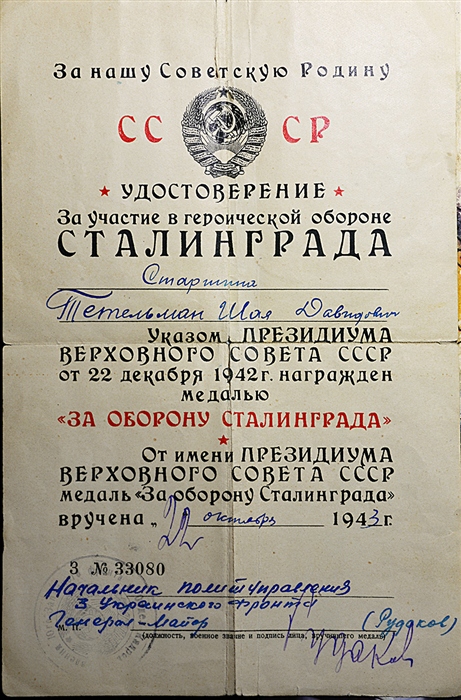 За нашу Советскую Родину
СС СР
УДОСТОВЕРЕНИЕ
За участие в героической обороне
СТАЛИНГРАДА
Старшина
Тетельман Шая Давидович
Указом ПРЕЗИДИУМА
ВЕРХОВНОГО СОВЕТА СССР
от 22 декабря 1942 г. награжден
медалью
«ЗА ОБОРОНУ СТАЛИНГРАДА»
От имени ПРЕЗИДИУМА
ВЕРХОВНОГО СОВЕТА СССР
медаль «За оборону Сталинграда»
вручена „22 октября 1943 г.
З № 33080
Начальник политуправления
3 Украинского фронта
Генерал-Майор (Рудаков)
М. П. (должность, военное звание и подпись лица, вручившего медаль)